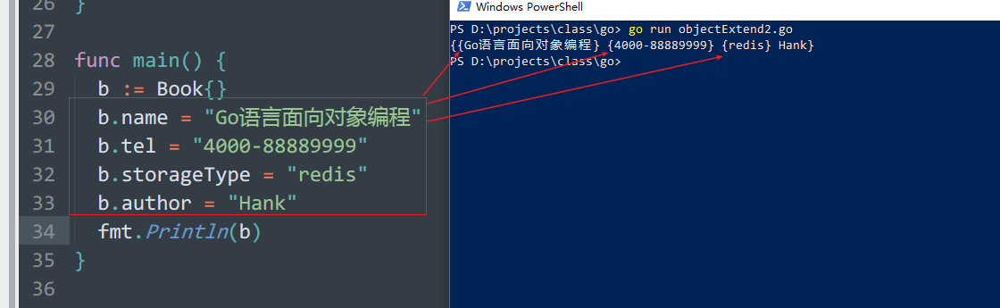 26 }
27
28 func main() {
29 b := Book{}
30 b.name = "Go语言面向对象编程"
31 b.tel = "4000-88889999"
32 b.storageType = "redis"
33 b.author = "Hank"
34 fmt.Println(b)
35 }
36
Windows PowerShell
PS D:\projects\class\go> go run objectExtend2.go
{{Go语言面向对象编程} {4000-88889999} {redis} Hank}
PS D:\projects\class\go>